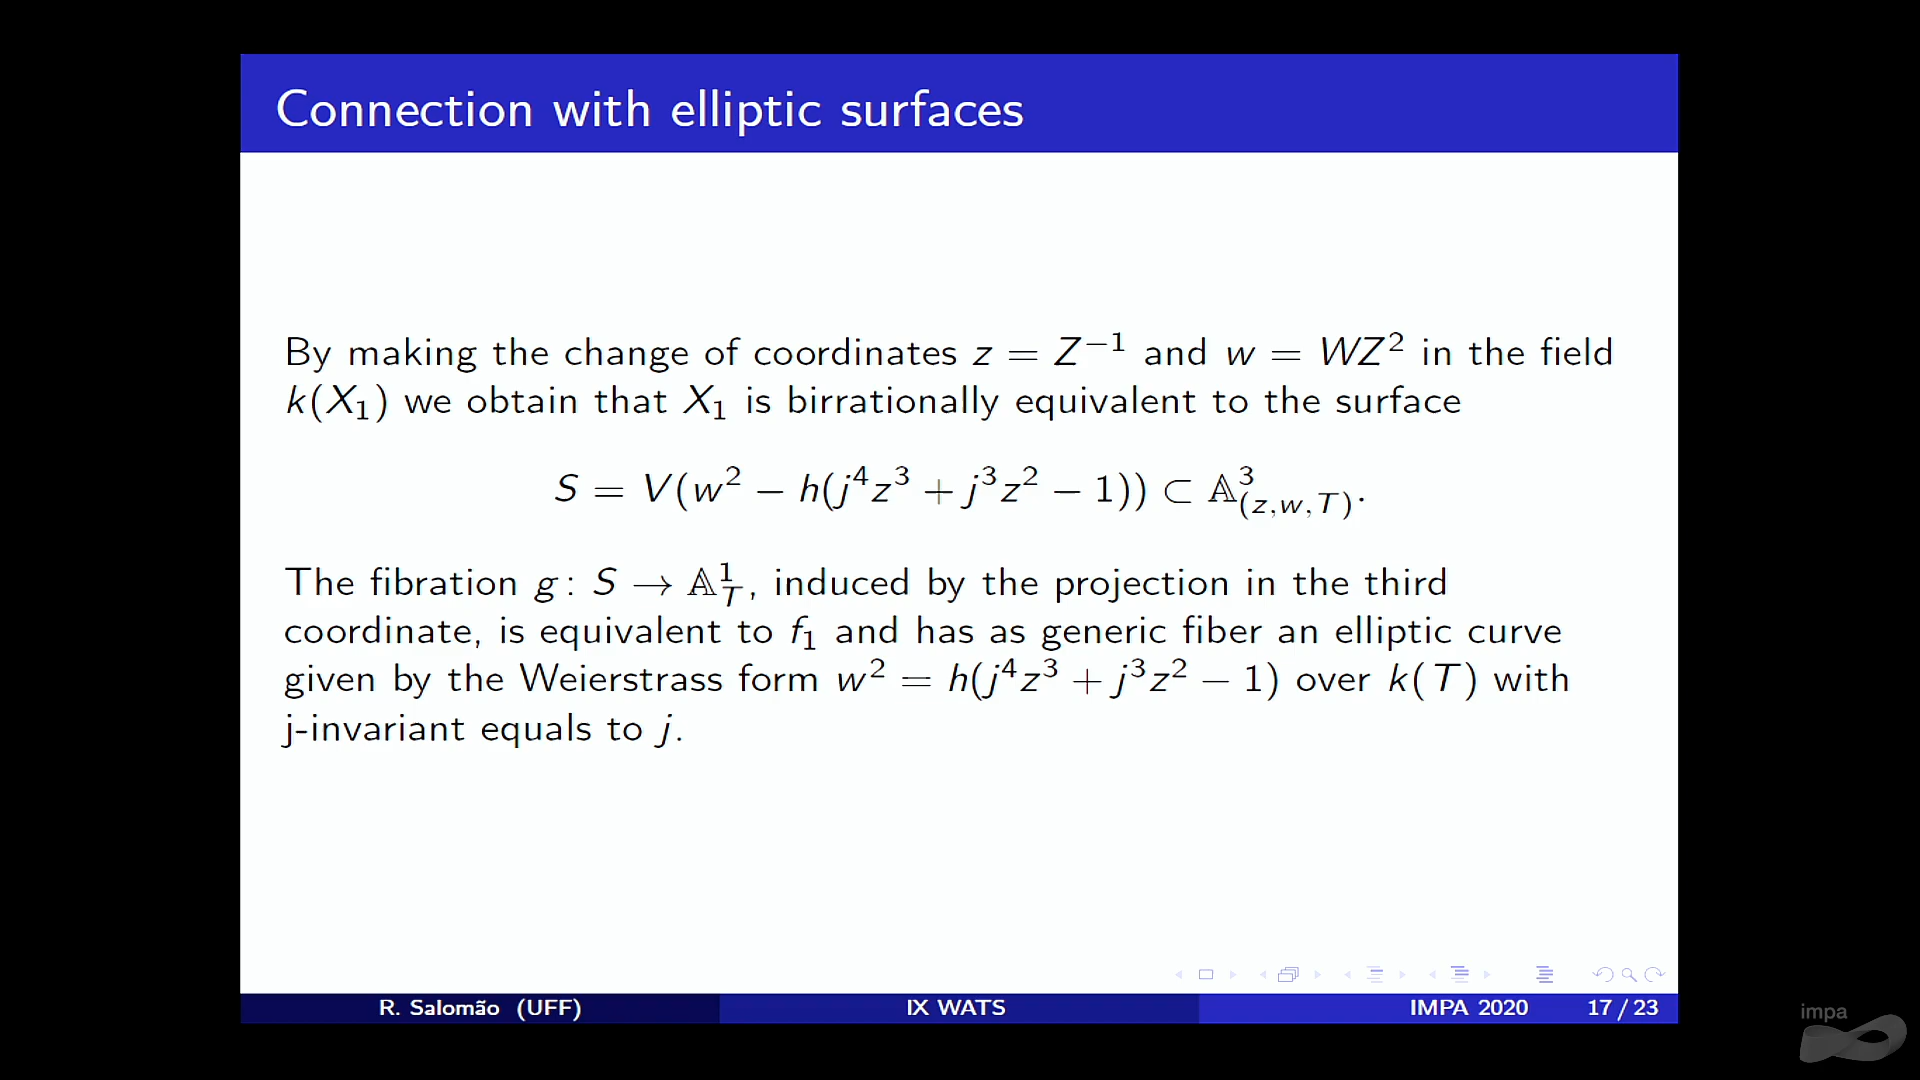 Connection with elliptic surfaces
By making the change of coordinates z = Z⁻¹ and w = WZ² in the field
k(X₁) we obtain that X₁ is birrationally equivalent to the surface
S = V(w² − h(j⁴z³ + j³z² − 1)) ⊂ 𝔸³₍z,w,T₎.
The fibration g : S → 𝔸¹_T, induced by the projection in the third
coordinate, is equivalent to f₁ and has as generic fiber an elliptic curve
given by the Weierstrass form w² = h(j⁴z³ + j³z² − 1) over k(T) with
j-invariant equals to j.
R. Salomão (UFF) IX WATS IMPA 2020 17 / 23
impa